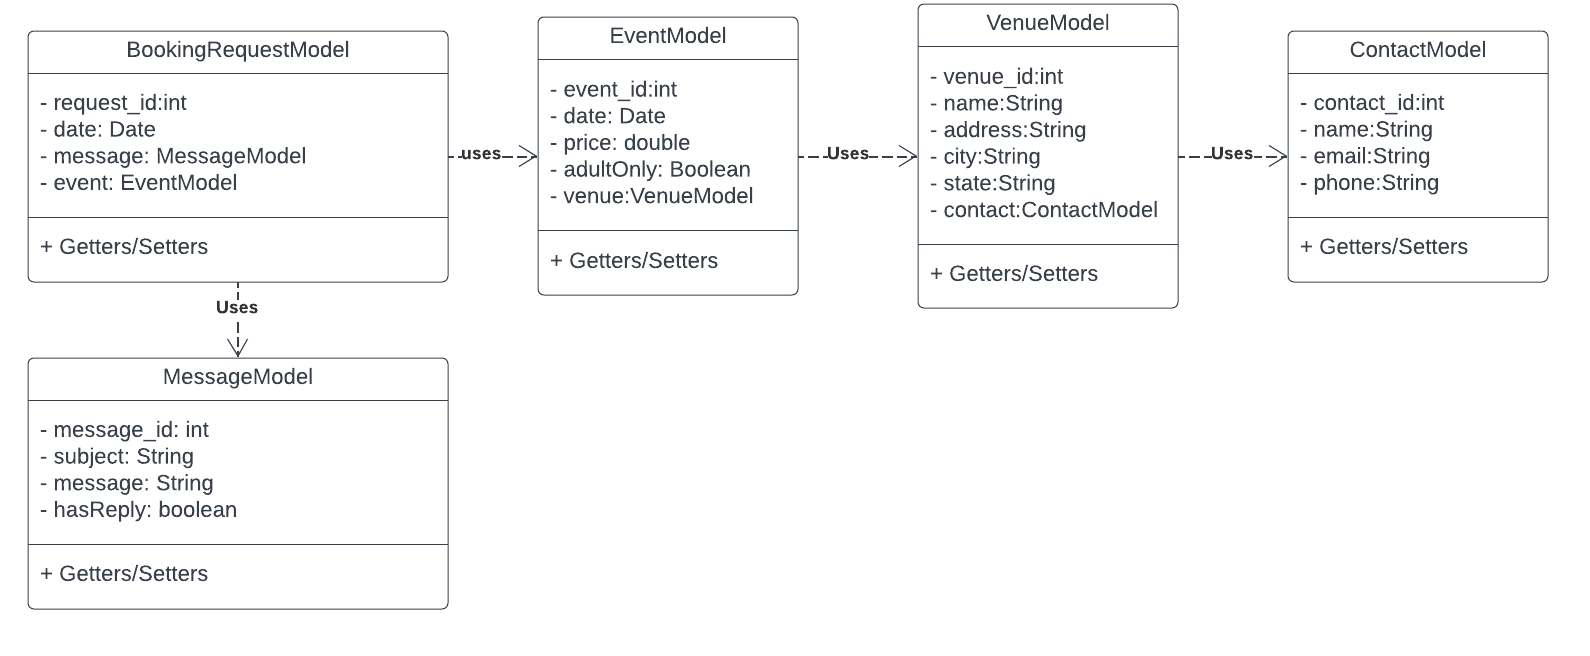 BookingRequestModel
- request_id:int
- date: Date
- message: MessageModel
- event: EventModel
+ Getters/Setters
uses
EventModel
- event_id:int
- date: Date
- price: double
- adultOnly: Boolean
- venue:VenueModel
+ Getters/Setters
Uses
VenueModel
- venue_id:int
- name:String
- address:String
- city:String
- state:String
- contact:ContactModel
+ Getters/Setters
Uses
ContactModel
- contact_id:int
- name:String
- email:String
- phone:String
+ Getters/Setters
Uses
MessageModel
- message_id: int
- subject: String
- message: String
- hasReply: boolean
+ Getters/Setters